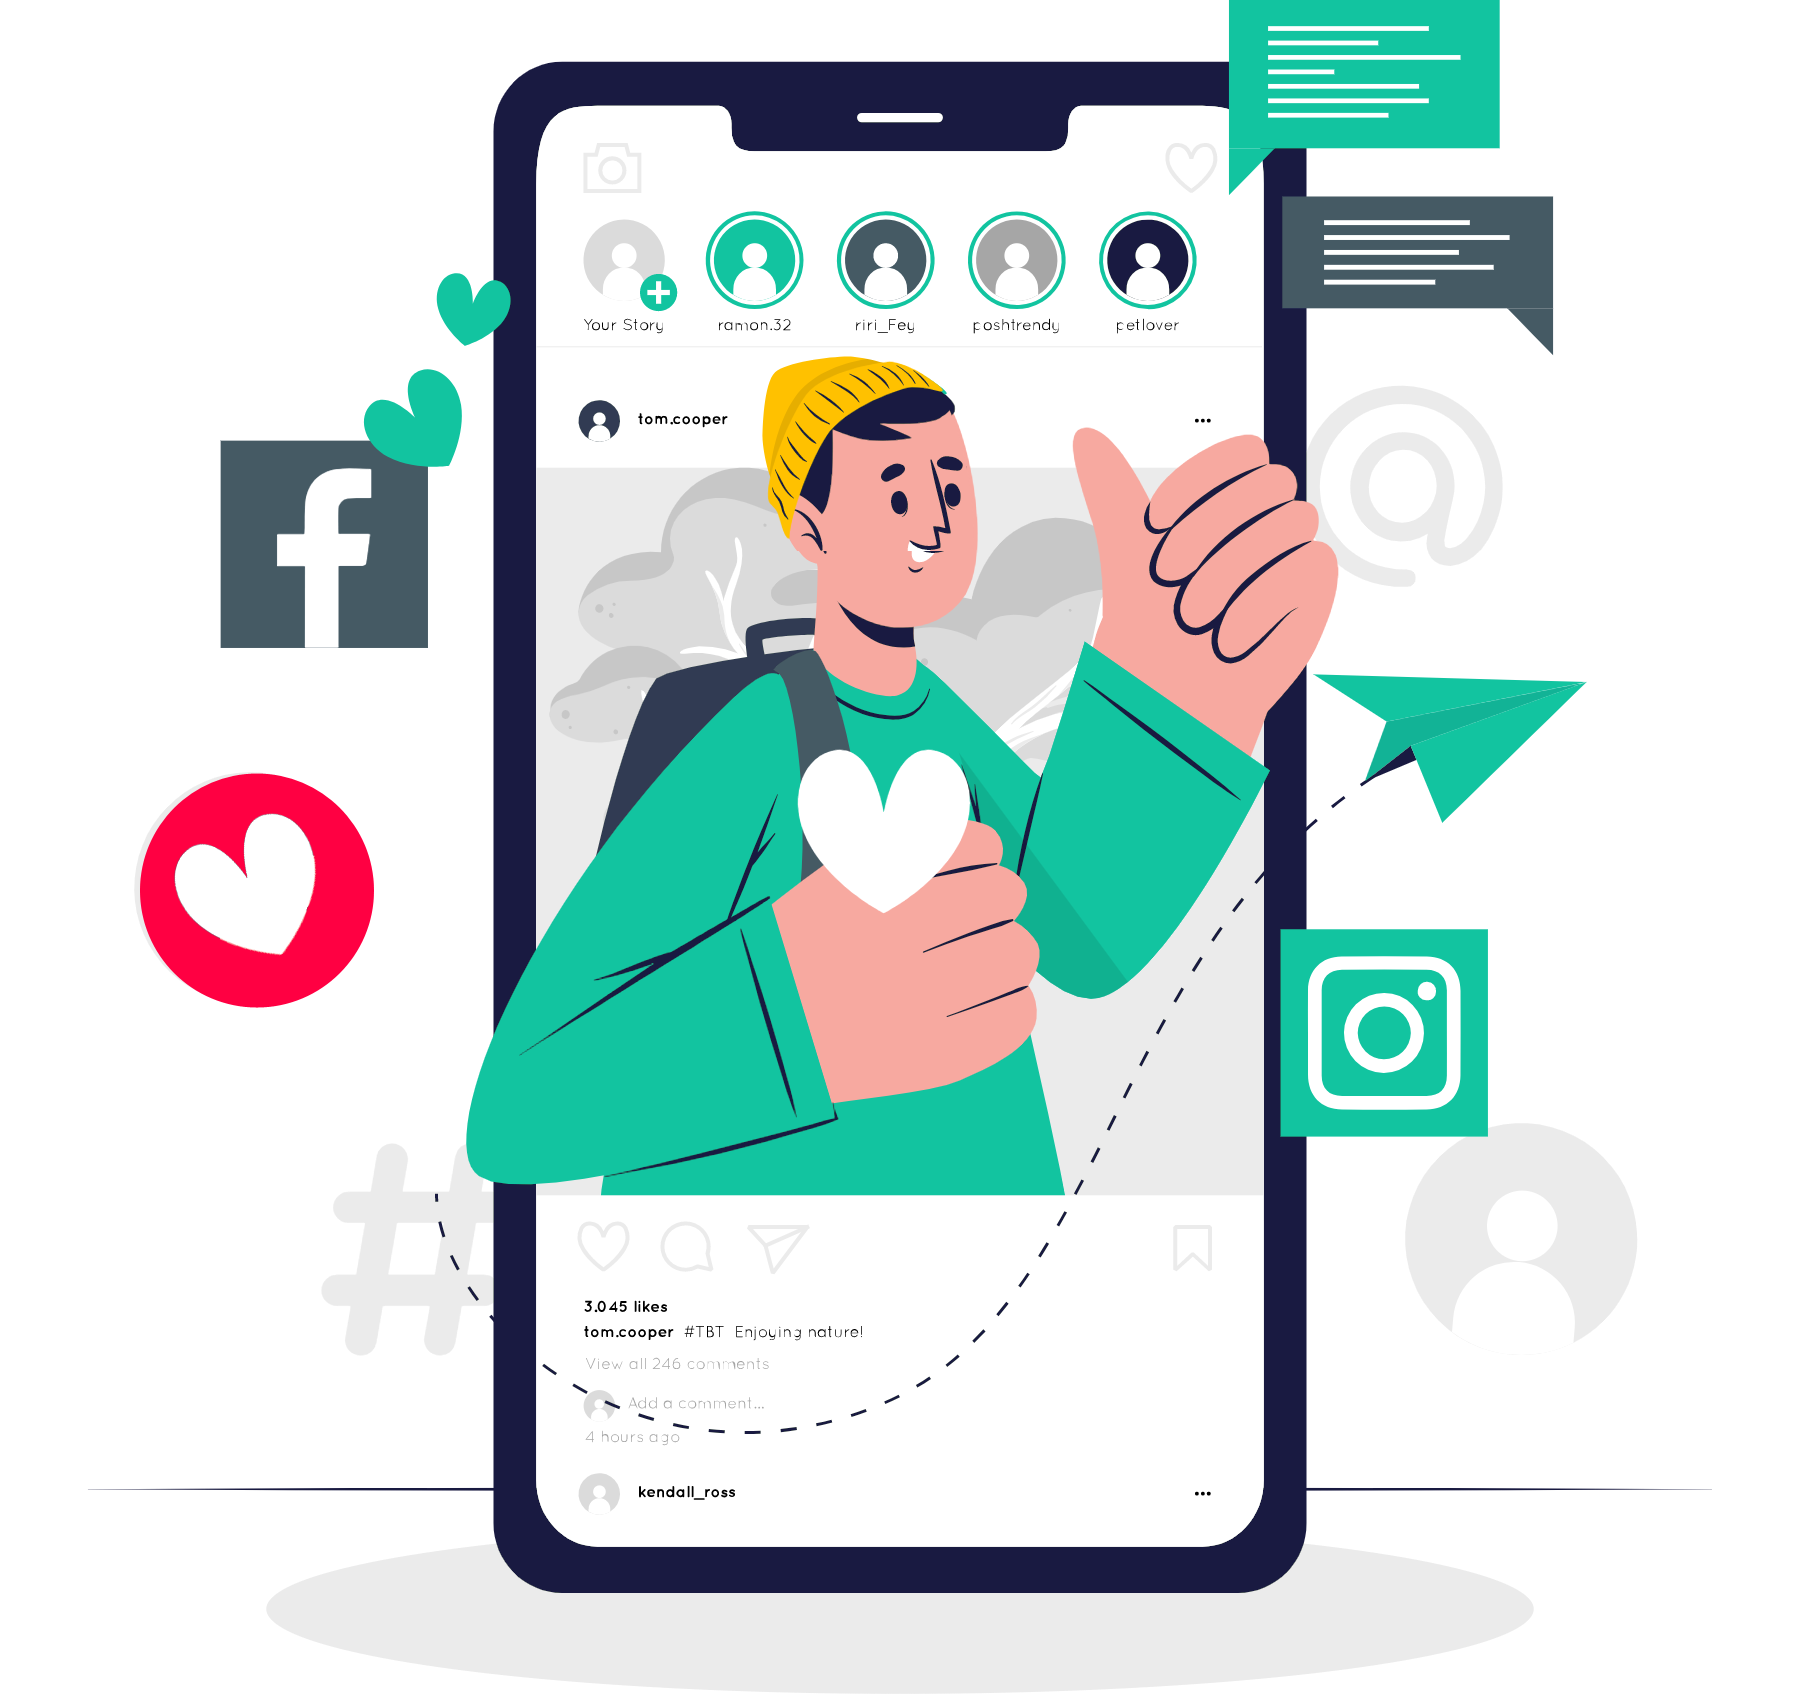 Your Story ramon.32 riri_Fey poshtrendy petlover
tom.cooper
3.045 likes
tom.cooper #TBT Enjoying nature!
View all 246 comments
Add a comment...
4 hours ago
kendall_ross